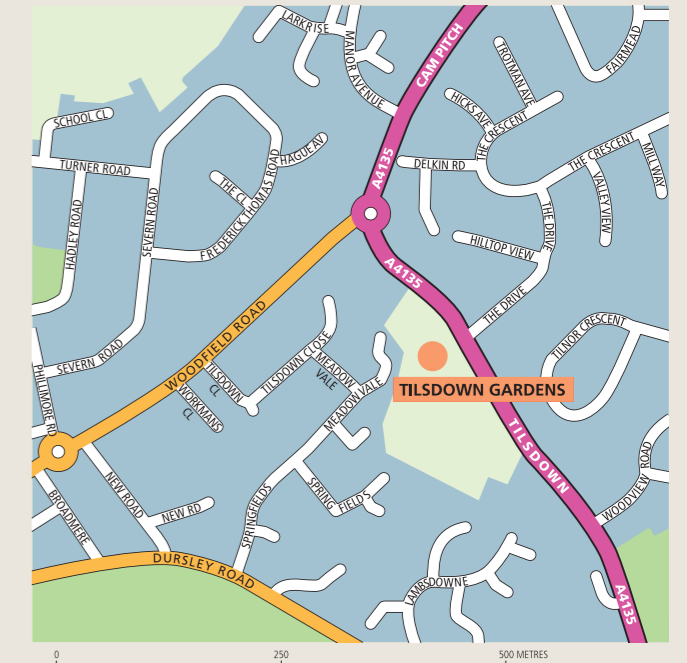 LARKRISE
MANOR AVENUE
CAM PITCH
TROTMAN AVE
FAIRMEAD
HICKS AVE
THE CRESCENT
SCHOOL CL
TURNER ROAD
HAGUE AV
A4135
DELKIN RD
THE CRESCENT
MILL WAY
THE CL
FREDERICK THOMAS ROAD
SEVERN ROAD
HADLEY ROAD
VALLEY VIEW
THE DRIVE
HILLTOP VIEW
A4135
THE DRIVE
WOODFIELD ROAD
TILNOR CRESCENT
SEVERN ROAD
PHILLIMORE RD
TILSDOWN
CL
TILSDOWN CLOSE
MEADOW
VALE
MEADOW VALE
WORKMANS
CL
TILSDOWN GARDENS
TILSDOWN
NEW ROAD
NEW RD
BROADMERE
SPRINGFIELDS
SPRING FIELDS
WOODVIEW ROAD
DURSLEY ROAD
LAMBSDOWNE
A4135
0 250 500 METRES